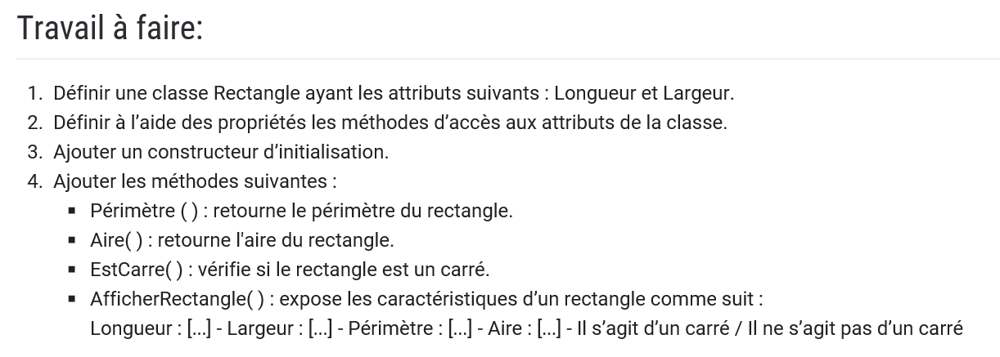 Travail à faire:
1. Définir une classe Rectangle ayant les attributs suivants : Longueur et Largeur.
2. Définir à l’aide des propriétés les méthodes d’accès aux attributs de la classe.
3. Ajouter un constructeur d’initialisation.
4. Ajouter les méthodes suivantes :
▪ Périmètre ( ) : retourne le périmètre du rectangle.
▪ Aire( ) : retourne l'aire du rectangle.
▪ EstCarre( ) : vérifie si le rectangle est un carré.
▪ AfficherRectangle( ) : expose les caractéristiques d’un rectangle comme suit :
Longueur : [...] - Largeur : [...] - Périmètre : [...] - Aire : [...] - Il s’agit d’un carré / Il ne s’agit pas d’un carré